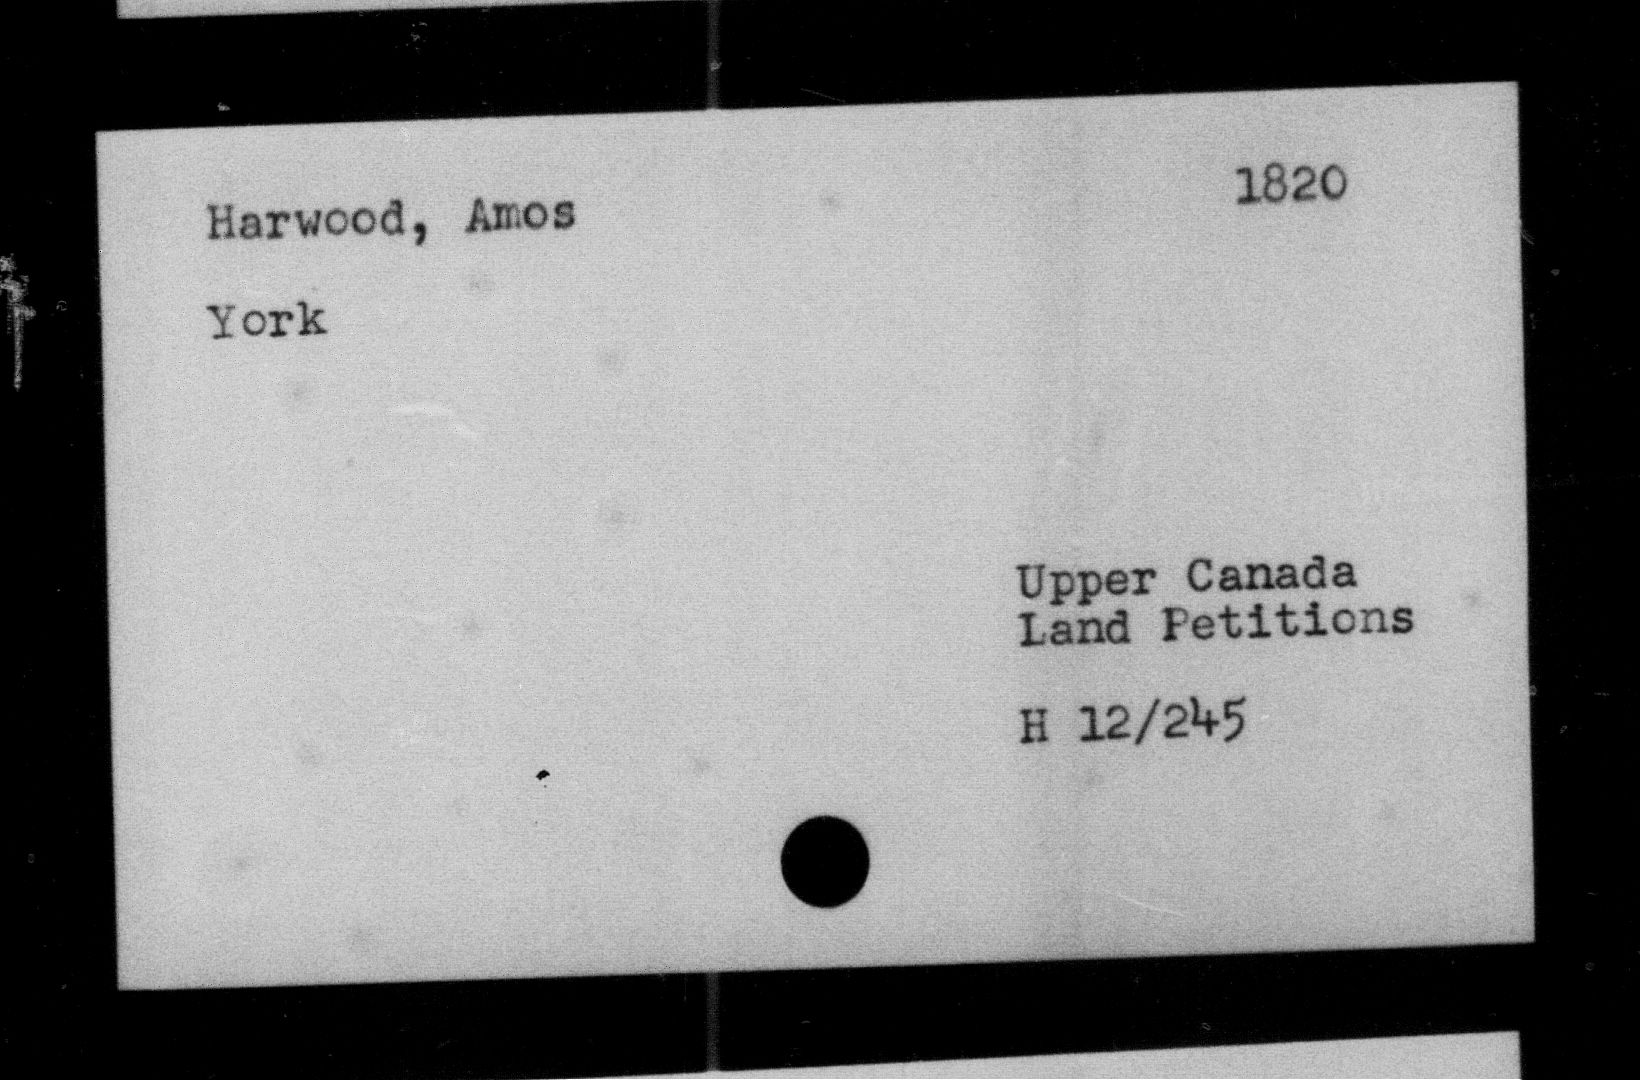 Harwood, Amos
1820
York
Upper Canada
Land Petitions
H 12/245